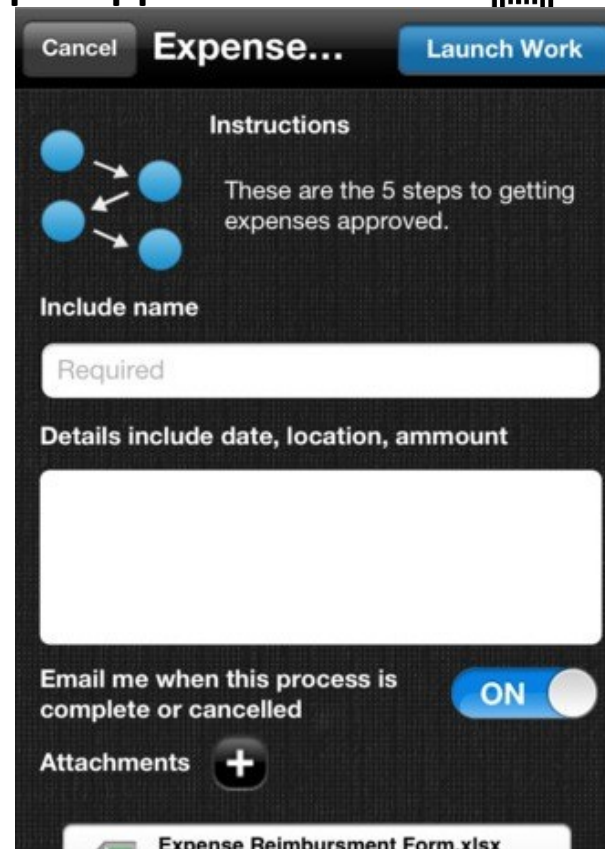 Cancel
Expense...
Launch Work
Instructions
These are the 5 steps to getting
expenses approved.
Include name
Required
Details include date, location, ammount
Email me when this process is
complete or cancelled
ON
Attachments
+
Expense Reimbursment Form.xlsx